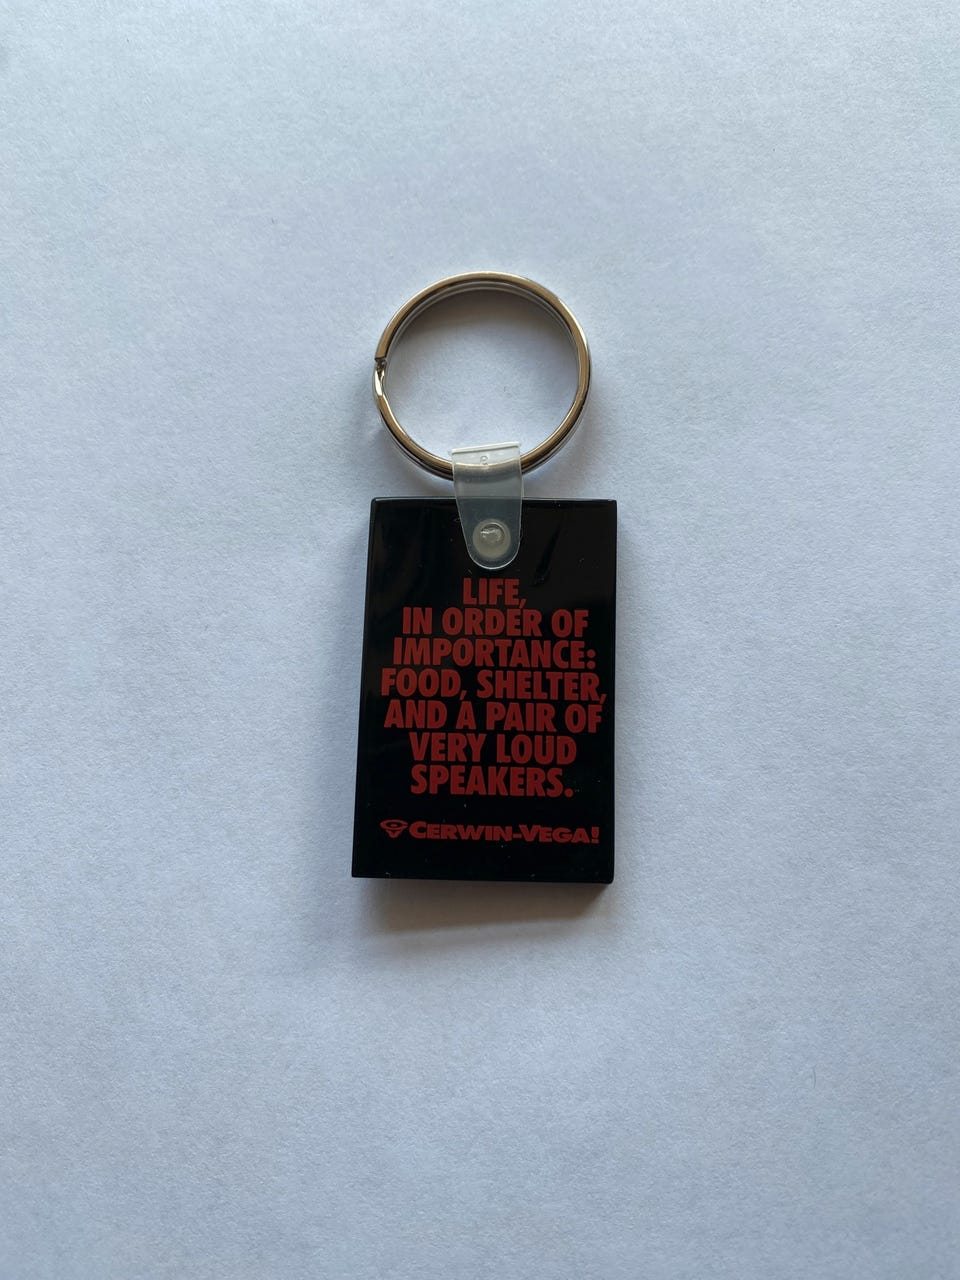 LIFE,
IN ORDER OF
IMPORTANCE:
FOOD, SHELTER,
AND A PAIR OF
VERY LOUD
SPEAKERS.
CERWIN-VEGA!